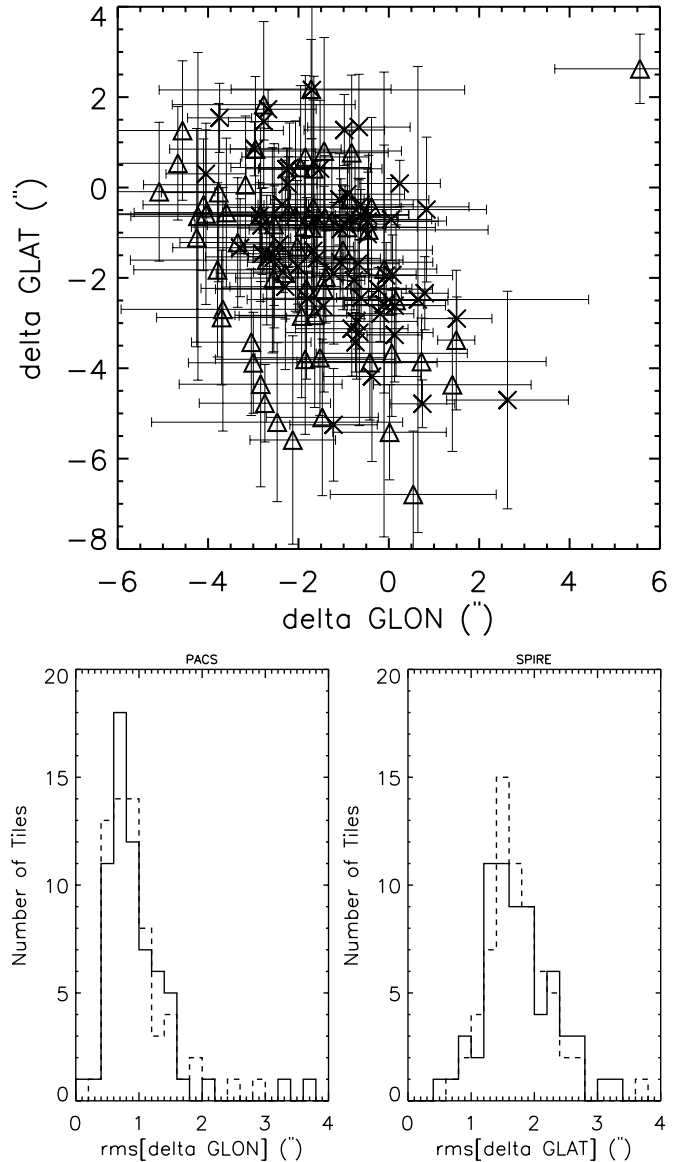 4
2
0
−2
−4
−6
−8
delta GLAT (")
−6 −4 −2 0 2 4 6
delta GLON (")
PACS
20
15
10
5
0
Number of Tiles
0 1 2 3 4
rms[delta GLON] (")
SPIRE
20
15
10
5
0
Number of Tiles
0 1 2 3 4
rms[delta GLAT] (")